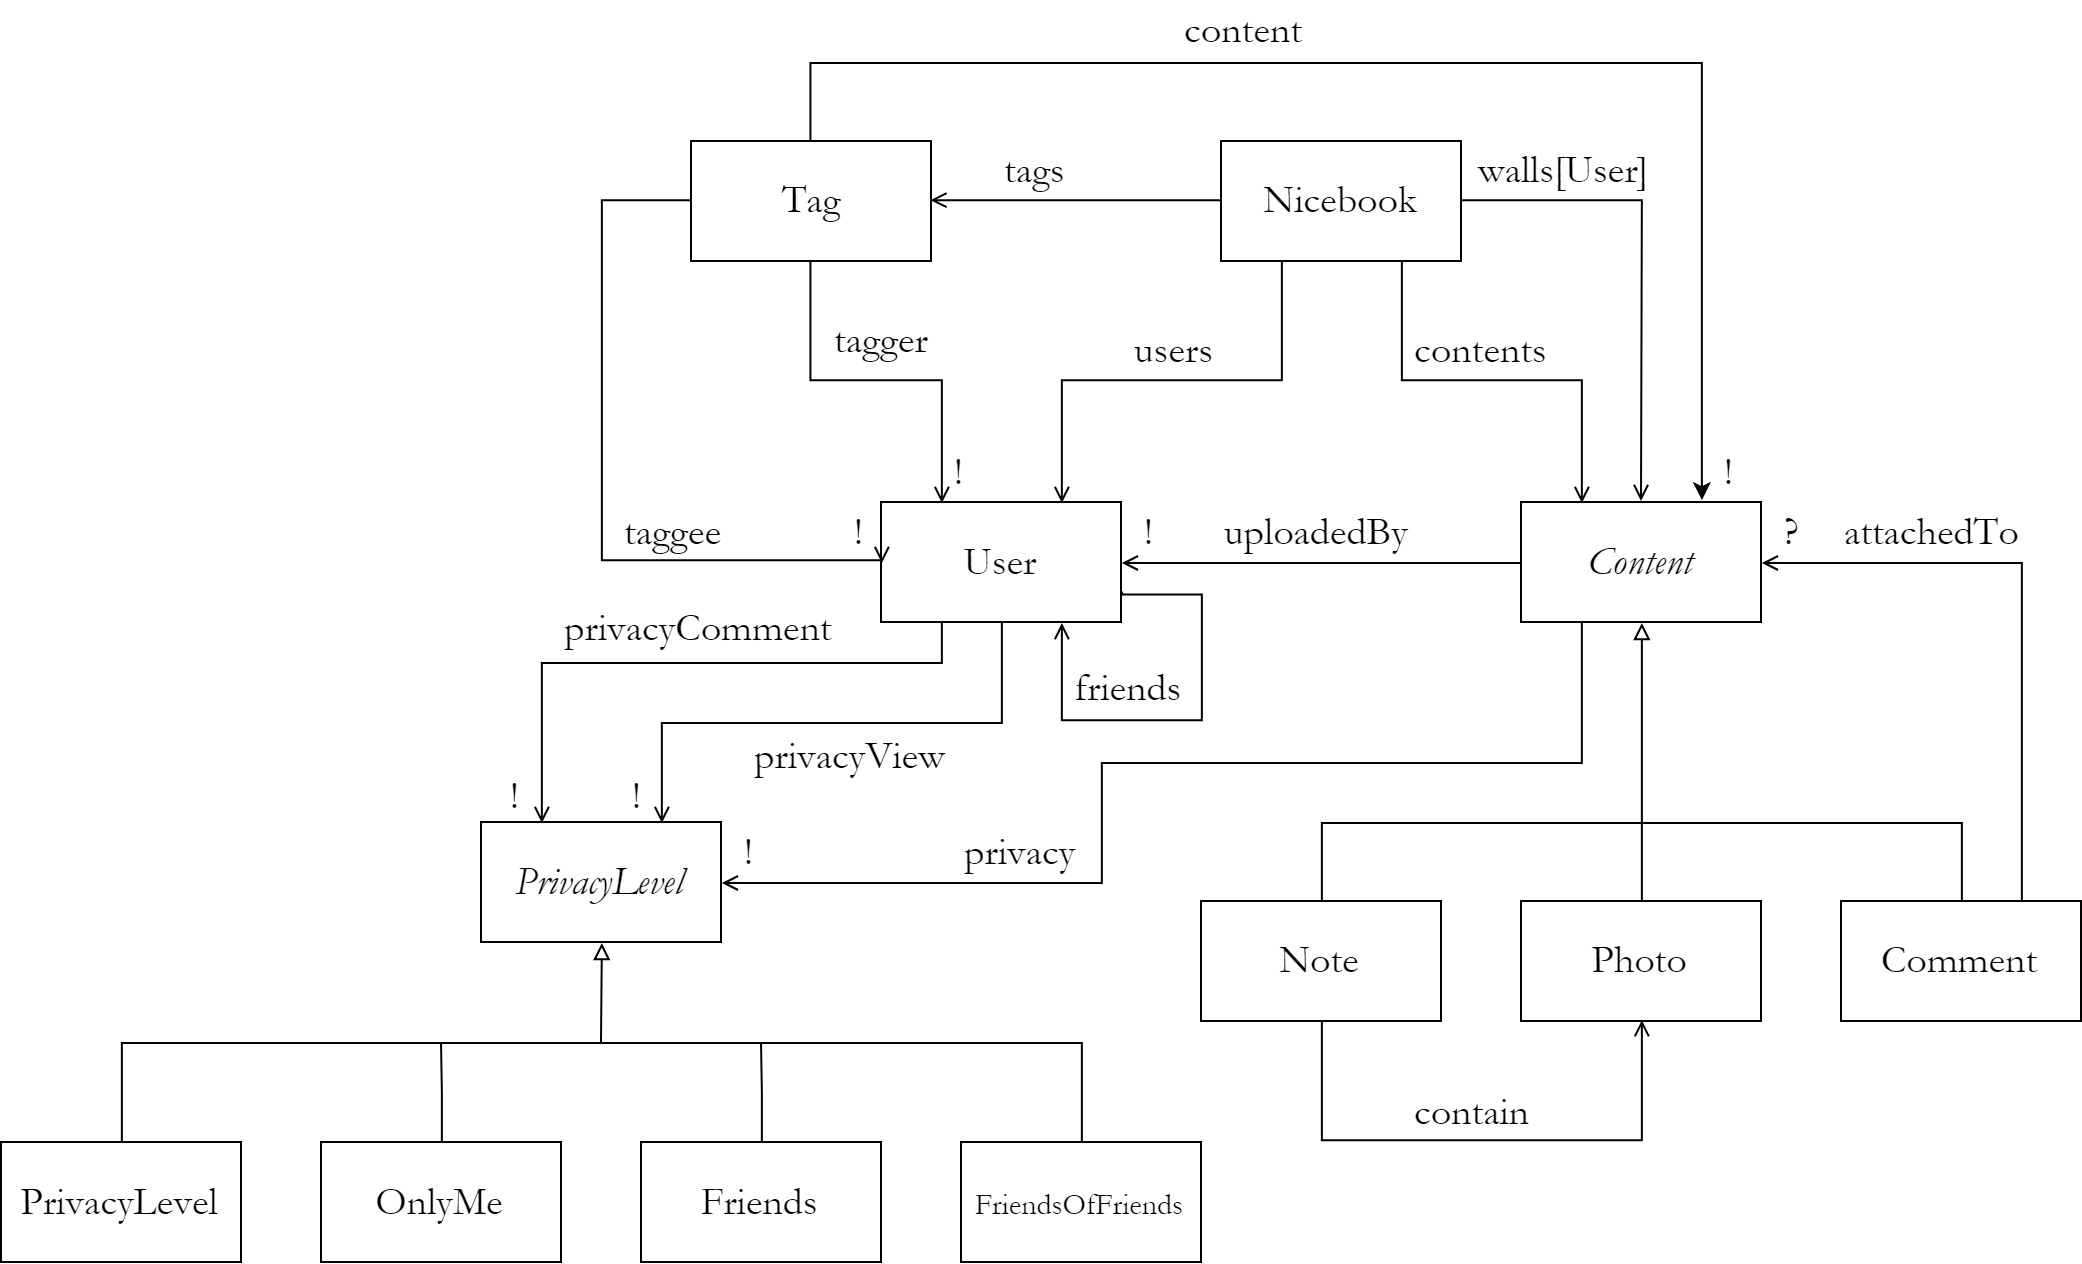 content
tags
walls[User]
Tag
Nicebook
tagger
users
contents
!
!
taggee
!
!
uploadedBy
?
attachedTo
User
Content
privacyComment
friends
privacyView
!
!
!
privacy
PrivacyLevel
Note
Photo
Comment
contain
PrivacyLevel
OnlyMe
Friends
FriendsOfFriends